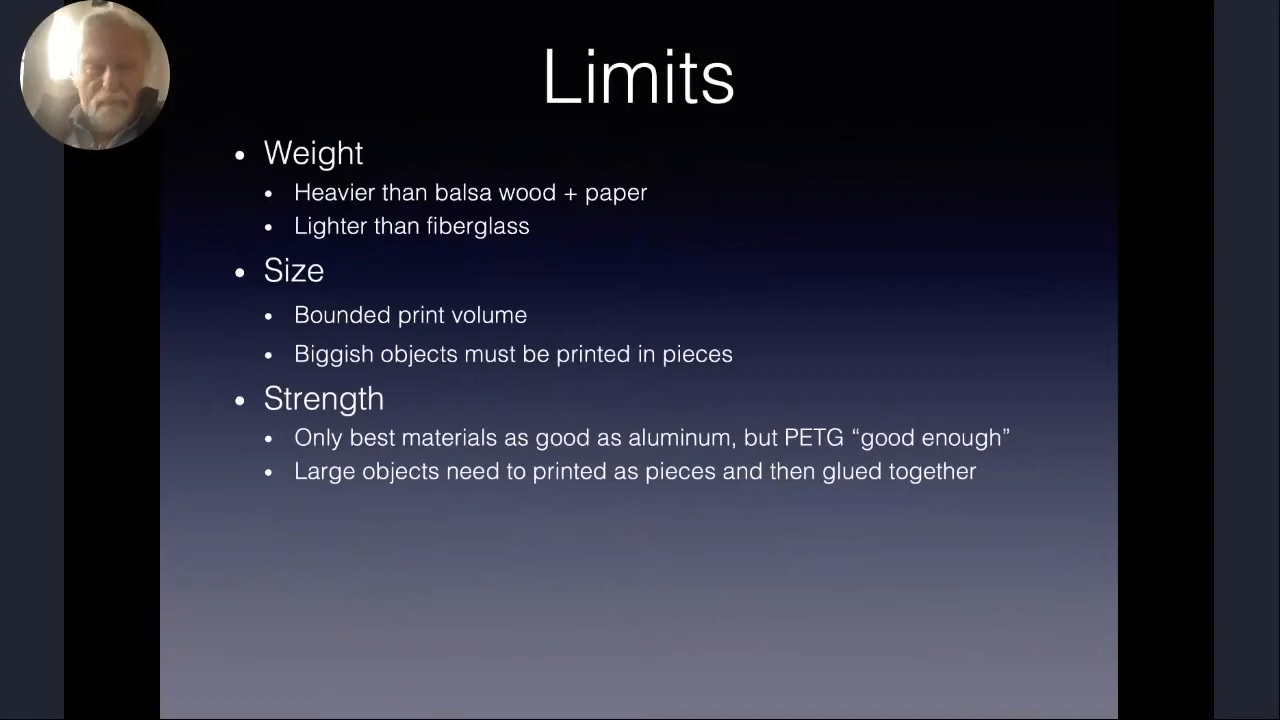 Limits
• Weight
• Heavier than balsa wood + paper
• Lighter than fiberglass
• Size
• Bounded print volume
• Biggish objects must be printed in pieces
• Strength
• Only best materials as good as aluminum, but PETG “good enough”
• Large objects need to printed as pieces and then glued together